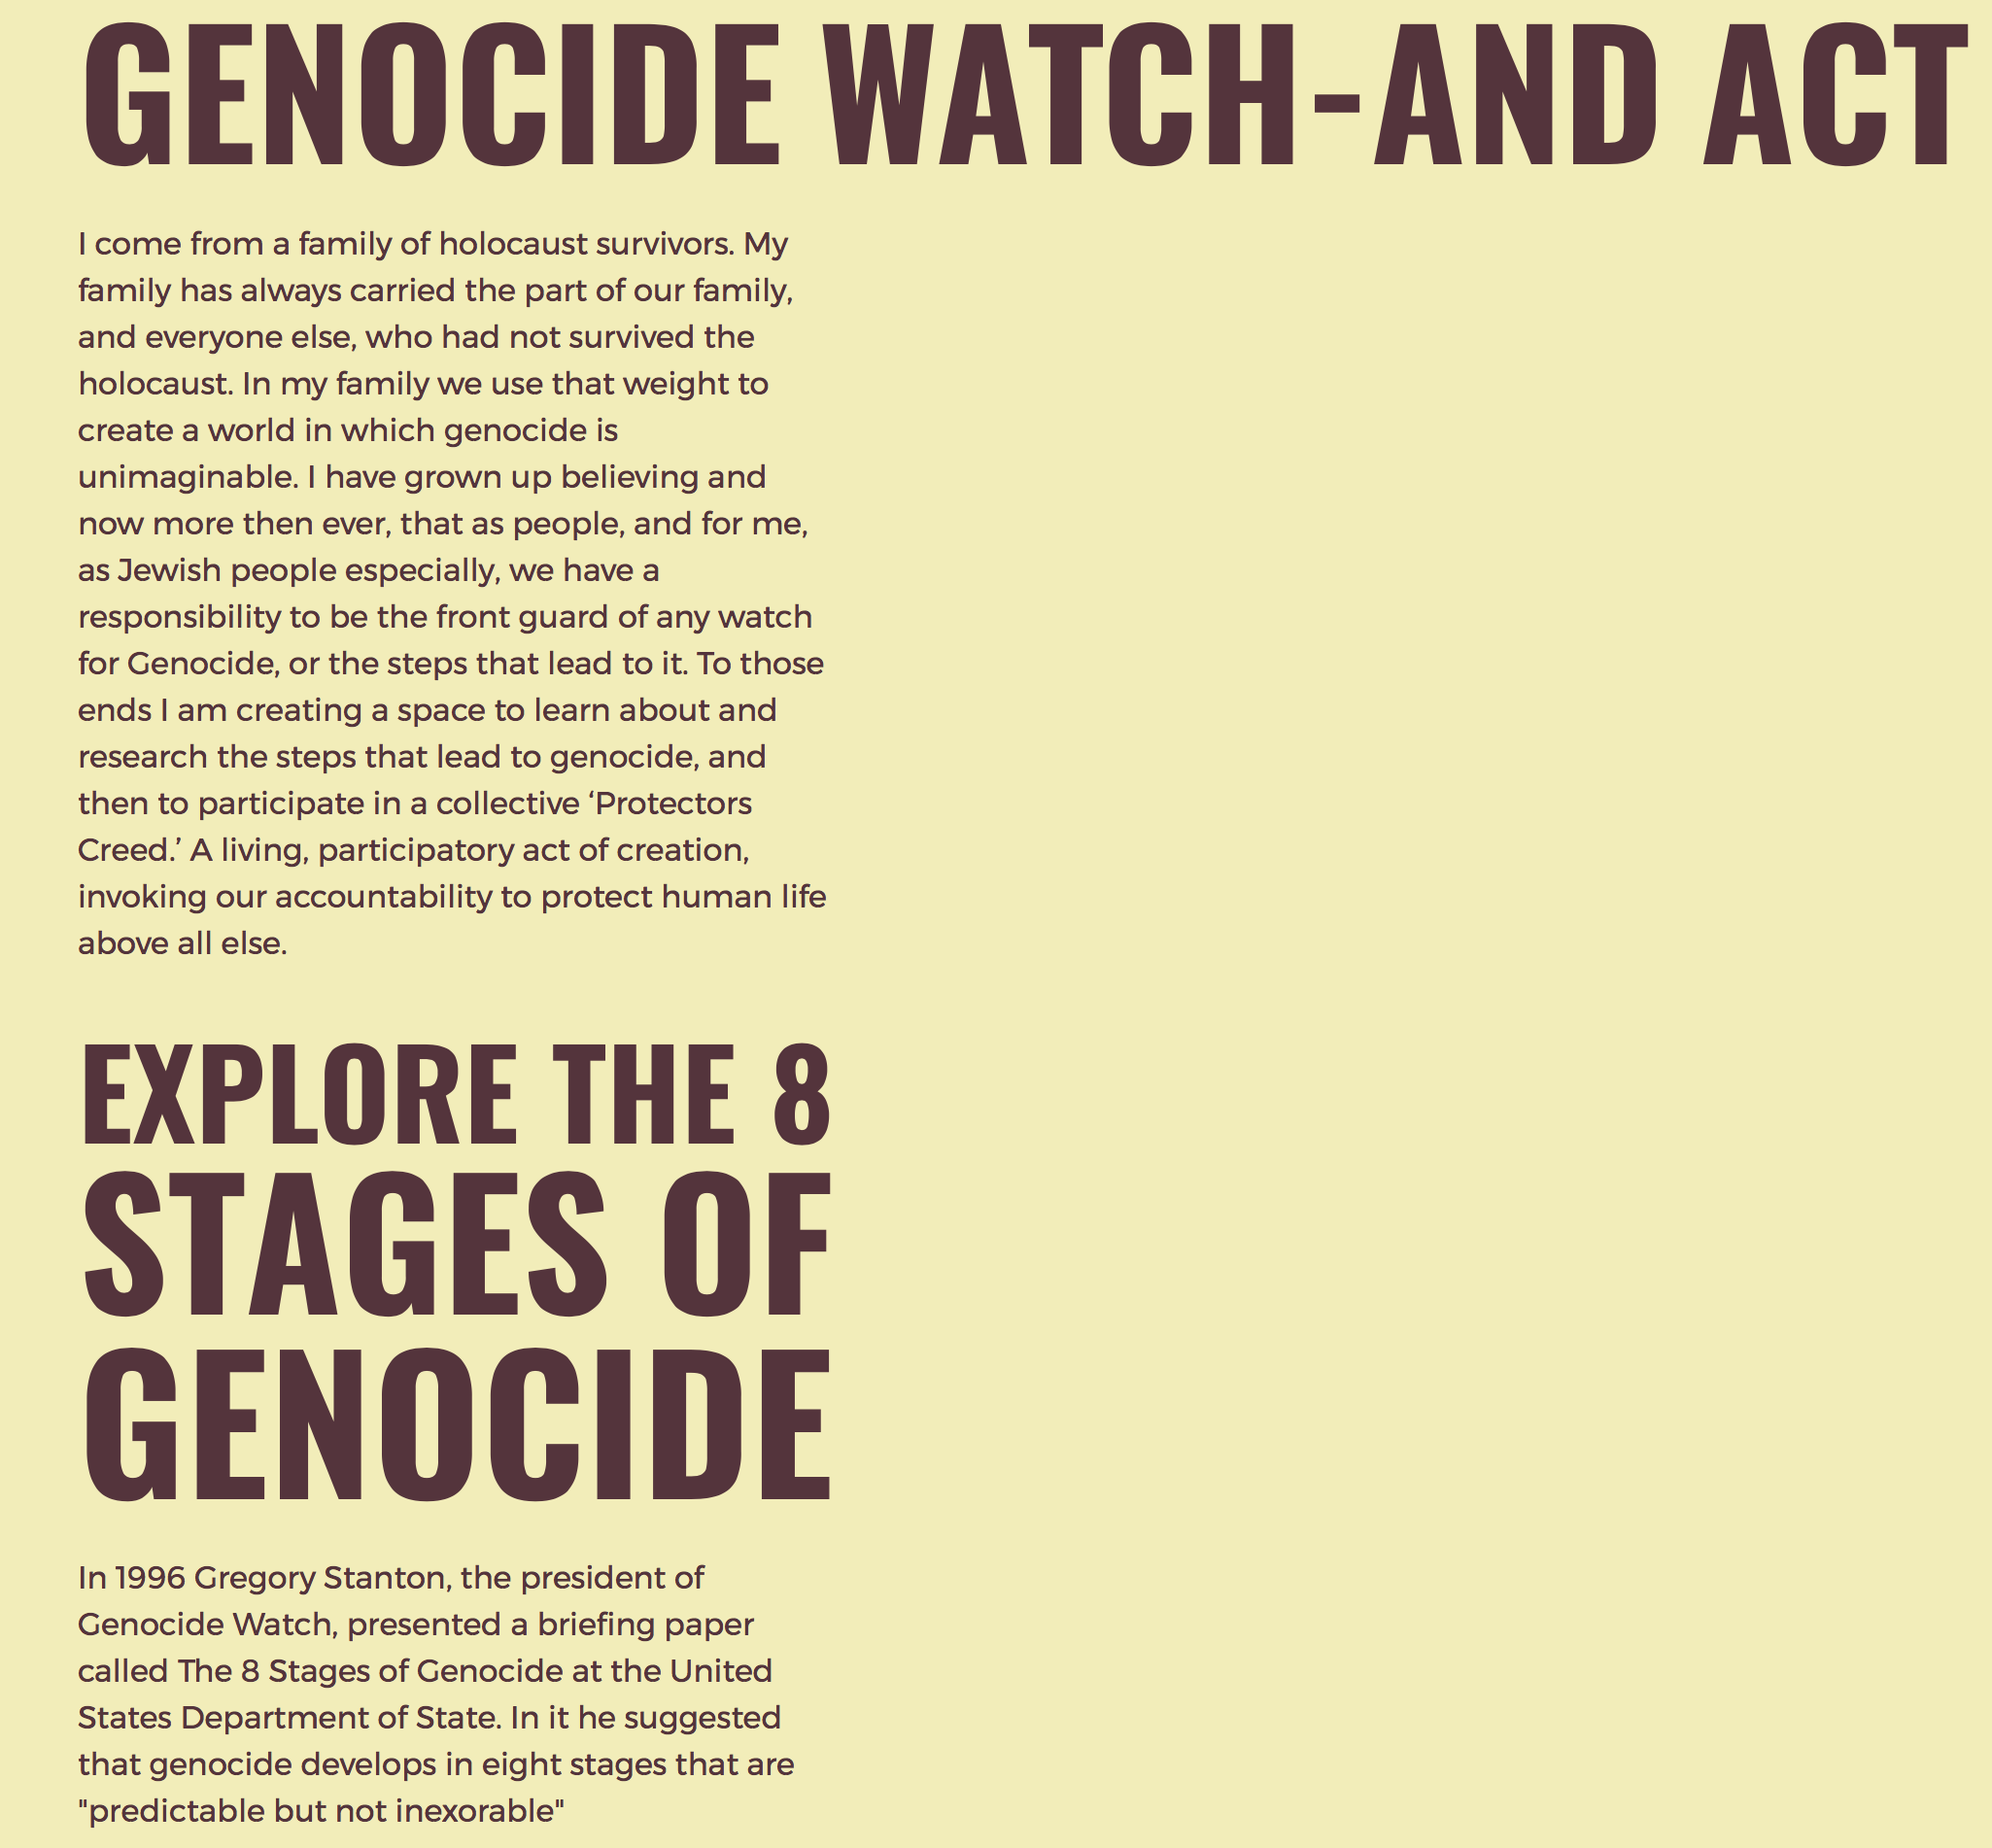 GENOCIDE WATCH-AND ACT
I come from a family of holocaust survivors. My
family has always carried the part of our family,
and everyone else, who had not survived the
holocaust. In my family we use that weight to
create a world in which genocide is
unimaginable. I have grown up believing and
now more then ever, that as people, and for me,
as Jewish people especially, we have a
responsibility to be the front guard of any watch
for Genocide, or the steps that lead to it. To those
ends I am creating a space to learn about and
research the steps that lead to genocide, and
then to participate in a collective ‘Protectors
Creed.’ A living, participatory act of creation,
invoking our accountability to protect human life
above all else.
EXPLORE THE 8
STAGES OF
GENOCIDE
In 1996 Gregory Stanton, the president of
Genocide Watch, presented a briefing paper
called The 8 Stages of Genocide at the United
States Department of State. In it he suggested
that genocide develops in eight stages that are
"predictable but not inexorable"